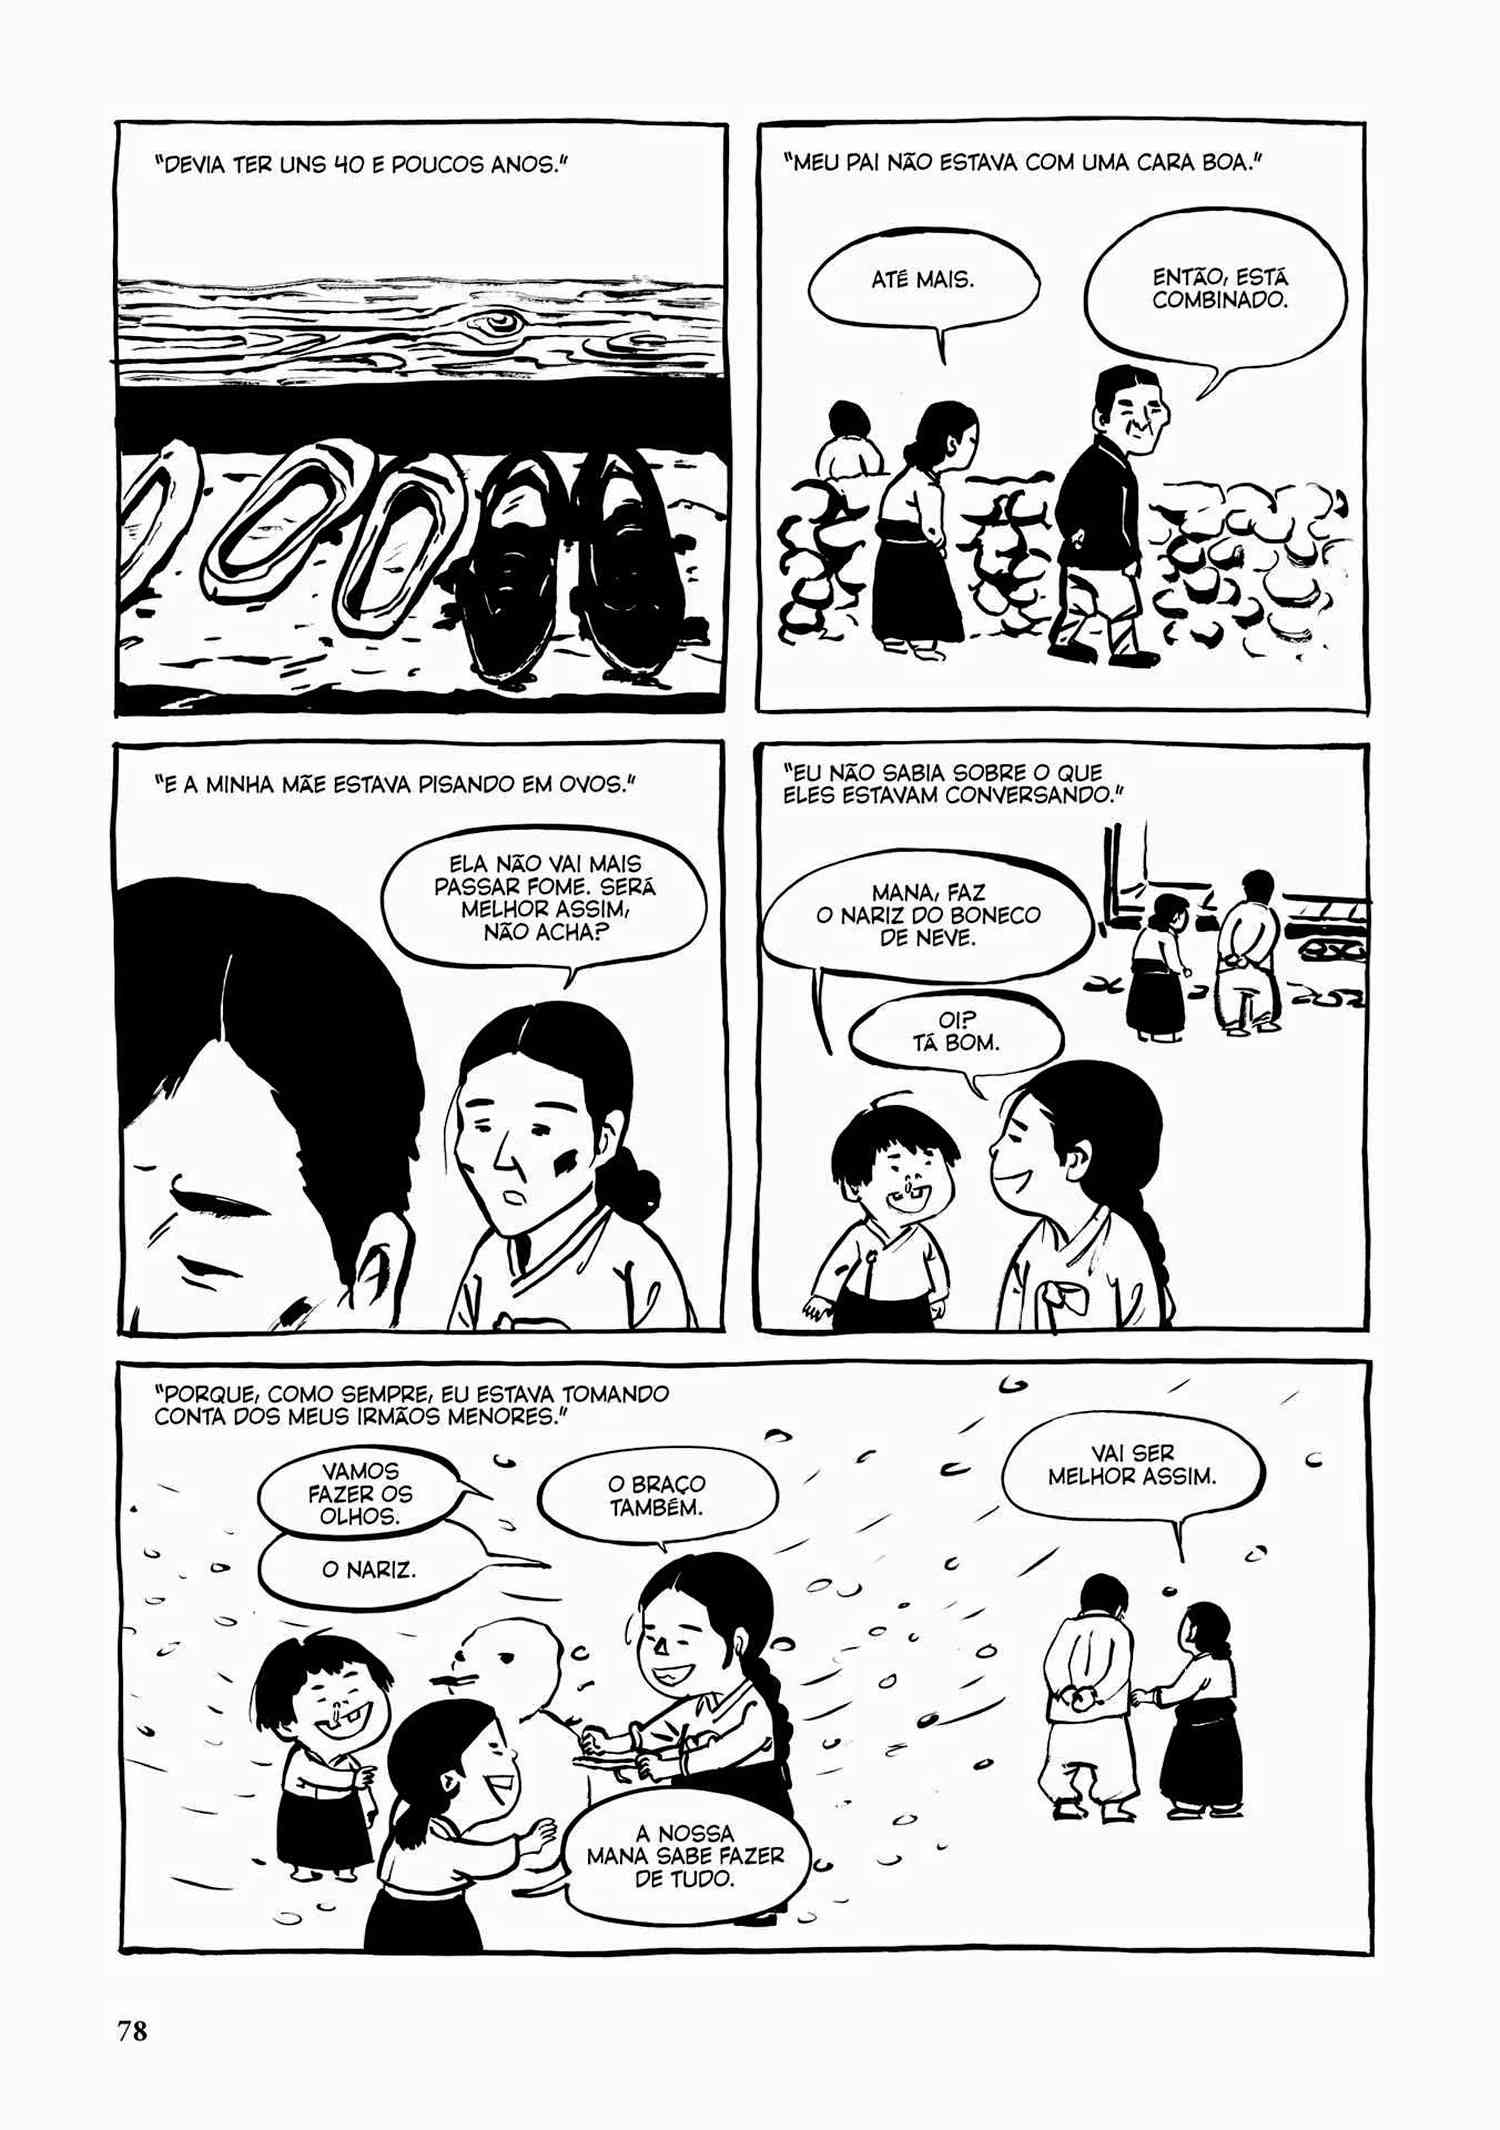 "DEVIA TER UNS 40 E POUCOS ANOS."
"MEU PAI NÃO ESTAVA COM UMA CARA BOA."
ATÉ MAIS.
ENTÃO, ESTÁ
COMBINADO.
"E A MINHA MÃE ESTAVA PISANDO EM OVOS."
ELA NÃO VAI MAIS
PASSAR FOME. SERÁ
MELHOR ASSIM,
NÃO ACHA?
"EU NÃO SABIA SOBRE O QUE
ELES ESTAVAM CONVERSANDO."
MANA, FAZ
O NARIZ DO BONECO
DE NEVE.
OI?
TÁ BOM.
"PORQUE, COMO SEMPRE, EU ESTAVA TOMANDO
CONTA DOS MEUS IRMÃOS MENORES."
VAMOS
FAZER OS
OLHOS.
O NARIZ.
O BRAÇO
TAMBÉM.
VAI SER
MELHOR ASSIM.
A NOSSA
MANA SABE FAZER
DE TUDO.
78